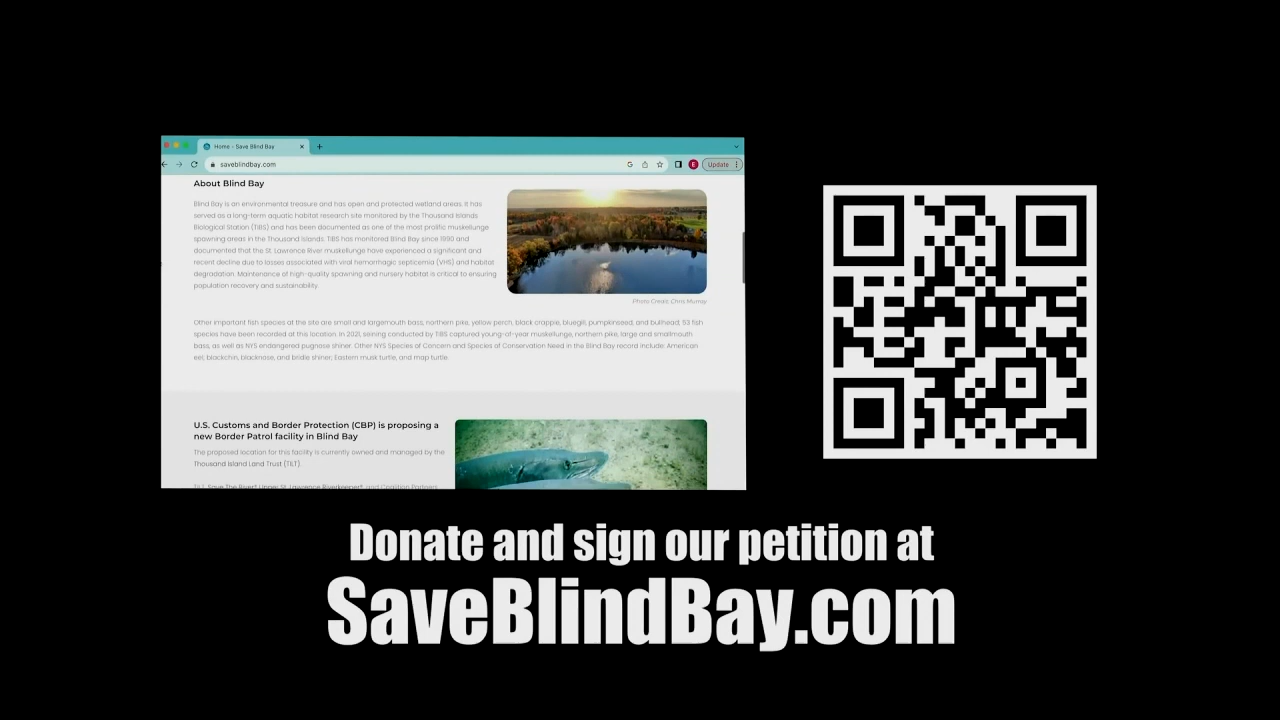 Home - Save Blind Bay
saveblindbay.com
E
Update
About Blind Bay
Blind Bay is an environmental treasure and has open and protected wetland areas. It has
served as a long-term aquatic habitat research site monitored by the Thousand Islands
Biological Station (TIBS) and has been documented as one of the most prolific muskellunge
spawning areas in the Thousand Islands. TIBS has monitored Blind Bay since 1990 and
documented that the St. Lawrence River muskellunge have experienced a significant and
recent decline due to losses associated with viral hemorrhagic septicemia (VHS) and habitat
degradation. Maintenance of high-quality spawning and nursery habitat is critical to ensuring
population recovery and sustainability.
Photo Credit: Chris Murray
Other important fish species at the site are small and largemouth bass, northern pike, yellow perch, black crappie, bluegill, pumpkinseed, and bullhead; 53 fish
species have been recorded at this location. In 2021, seining conducted by TIBS captured young-of-year muskellunge, northern pike, large and smallmouth
bass, as well as NYS endangered pugnose shiner. Other NYS Species of Concern and Species of Conservation Need in the Blind Bay record include: American
eel, blackchin, blacknose, and bridle shiner; Eastern musk turtle, and map turtle.
U.S. Customs and Border Protection (CBP) is proposing a
new Border Patrol facility in Blind Bay
The proposed location for this facility is currently owned and managed by the
Thousand Island Land Trust (TILT).
TILT, Save The River/ Upper St. Lawrence Riverkeeper®, and Coalition Partners
Donate and sign our petition at
SaveBlindBay.com